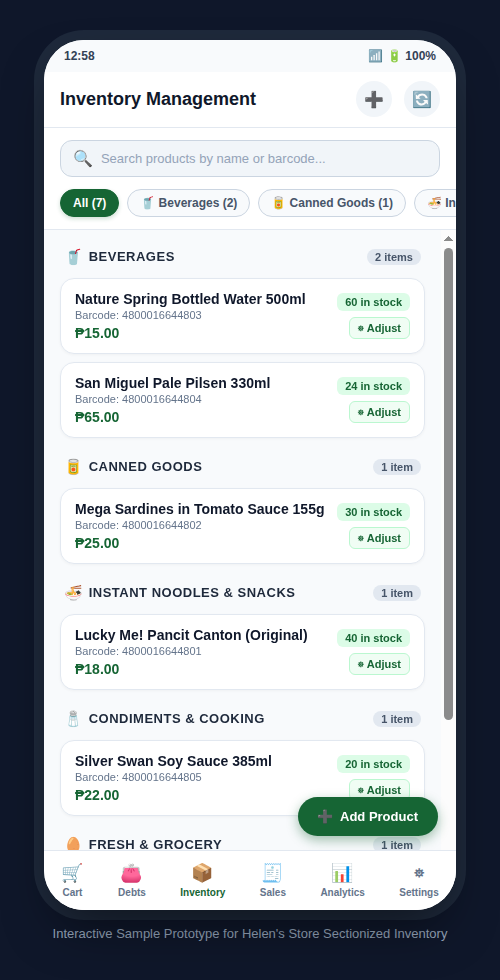 12:58
100%
Inventory Management
Search products by name or barcode...
All (7)
Beverages (2)
Canned Goods (1)
In
BEVERAGES
2 items
Nature Spring Bottled Water 500ml
60 in stock
Barcode: 4800016644803
Adjust
₱15.00
San Miguel Pale Pilsen 330ml
24 in stock
Barcode: 4800016644804
Adjust
₱65.00
CANNED GOODS
1 item
Mega Sardines in Tomato Sauce 155g
30 in stock
Barcode: 4800016644802
Adjust
₱25.00
INSTANT NOODLES & SNACKS
1 item
Lucky Me! Pancit Canton (Original)
40 in stock
Barcode: 4800016644801
Adjust
₱18.00
CONDIMENTS & COOKING
1 item
Silver Swan Soy Sauce 385ml
20 in stock
Barcode: 4800016644805
Adjust
₱22.00
Add Product
FRESH & GROCERY
1 item
Cart
Debts
Inventory
Sales
Analytics
Settings
Interactive Sample Prototype for Helen's Store Sectionized Inventory